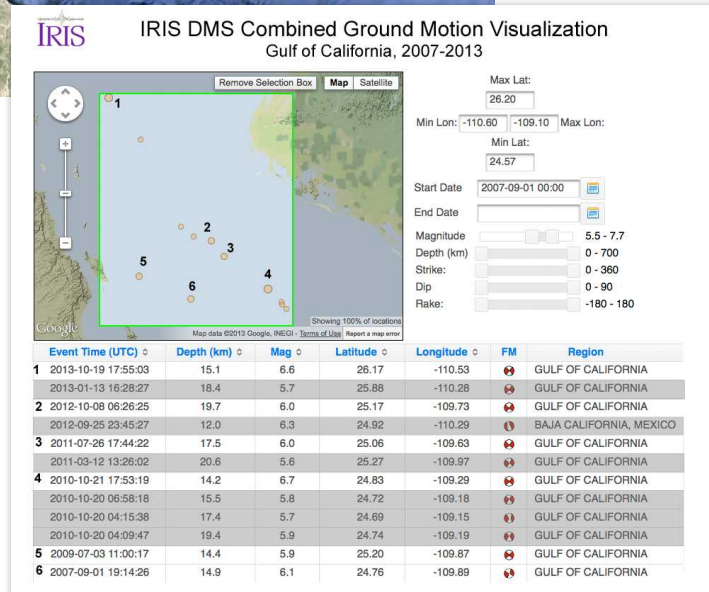 IRIS
IRIS DMS Combined Ground Motion Visualization
Gulf of California, 2007-2013
Remove Selection Box Map Satellite
1
2
3
5
4
6
Google
Showing 100% of locations
Map data ©2013 Google, INEGI - Terms of Use Report a map error
Max Lat:
26.20
Min Lon: -110.60 -109.10 Max Lon:
Min Lat:
24.57
Start Date 2007-09-01 00:00
End Date
Magnitude 5.5 - 7.7
Depth (km) 0 - 700
Strike: 0 - 360
Dip 0 - 90
Rake: -180 - 180
Event Time (UTC) Depth (km) Mag Latitude Longitude FM Region
1 2013-10-19 17:55:03 15.1 6.6 26.17 -110.53 GULF OF CALIFORNIA
2013-01-13 16:28:27 18.4 5.7 25.88 -110.28 GULF OF CALIFORNIA
2 2012-10-08 06:26:25 19.7 6.0 25.17 -109.73 GULF OF CALIFORNIA
2012-09-25 23:45:27 12.0 6.3 24.92 -110.29 BAJA CALIFORNIA, MEXICO
3 2011-07-26 17:44:22 17.5 6.0 25.06 -109.63 GULF OF CALIFORNIA
2011-03-12 13:26:02 20.6 5.6 25.27 -109.97 GULF OF CALIFORNIA
4 2010-10-21 17:53:19 14.2 6.7 24.83 -109.29 GULF OF CALIFORNIA
2010-10-20 06:58:18 15.5 5.8 24.72 -109.18 GULF OF CALIFORNIA
2010-10-20 04:15:38 17.4 5.7 24.69 -109.15 GULF OF CALIFORNIA
2010-10-20 04:09:47 19.4 5.9 24.74 -109.19 GULF OF CALIFORNIA
5 2009-07-03 11:00:17 14.4 5.9 25.20 -109.87 GULF OF CALIFORNIA
6 2007-09-01 19:14:26 14.9 6.1 24.76 -109.89 GULF OF CALIFORNIA